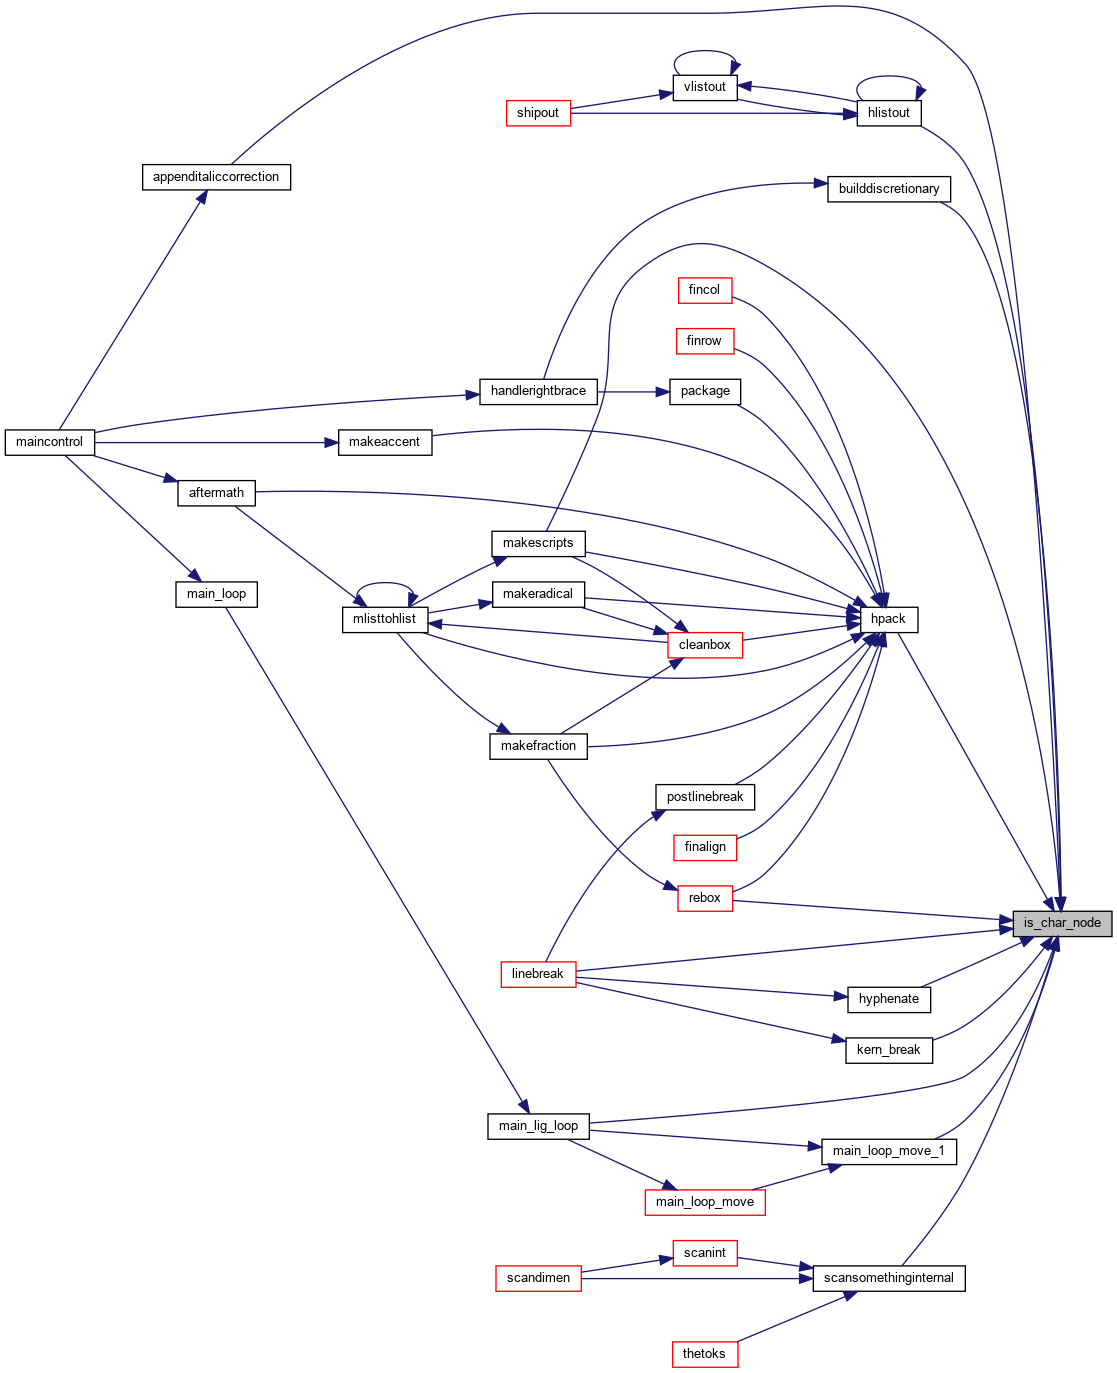 vlistout
shipout
hlistout
appenditaliccorrection
builddiscretionary
fincol
finrow
handlerightbrace
package
maincontrol
makeaccent
aftermath
makescripts
main_loop
makeradical
mlisttohlist
hpack
cleanbox
makefraction
postlinebreak
finalign
rebox
is_char_node
linebreak
hyphenate
kern_break
main_lig_loop
main_loop_move_1
main_loop_move
scanint
scandimen
scansomethinginternal
thetoks